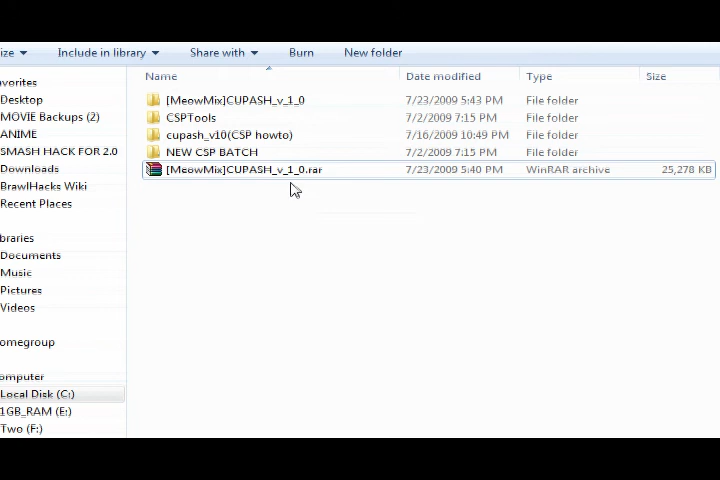 ize Include in library Share with Burn New folder
Name Date modified Type Size
avorites
Desktop
MOVIE Backups (2)
ANIME
SMASH HACK FOR 2.0
Downloads
BrawlHacks Wiki
Recent Places
ibraries
Documents
Music
Pictures
Videos
omegroup
omputer
Local Disk (C:)
1GB_RAM (E:)
Two (F:)
[MeowMix]CUPASH_v_1_0 7/23/2009 5:43 PM File folder
CSPTools 7/2/2009 7:15 PM File folder
cupash_v10(CSP howto) 7/16/2009 10:49 PM File folder
NEW CSP BATCH 7/2/2009 7:15 PM File folder
[MeowMix]CUPASH_v_1_0.rar 7/23/2009 5:40 PM WinRAR archive 25,278 KB